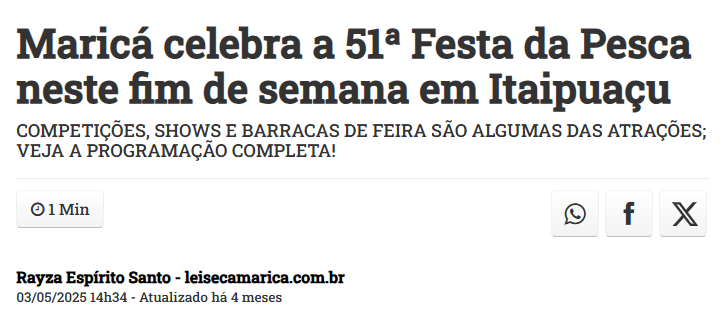 Maricá celebra a 51ª Festa da Pesca
neste fim de semana em Itaipuaçu
COMPETIÇÕES, SHOWS E BARRACAS DE FEIRA SÃO ALGUMAS DAS ATRAÇÕES;
VEJA A PROGRAMAÇÃO COMPLETA!
1 Min
Rayza Espírito Santo - leisecamarica.com.br
03/05/2025 14h34 - Atualizado há 4 meses